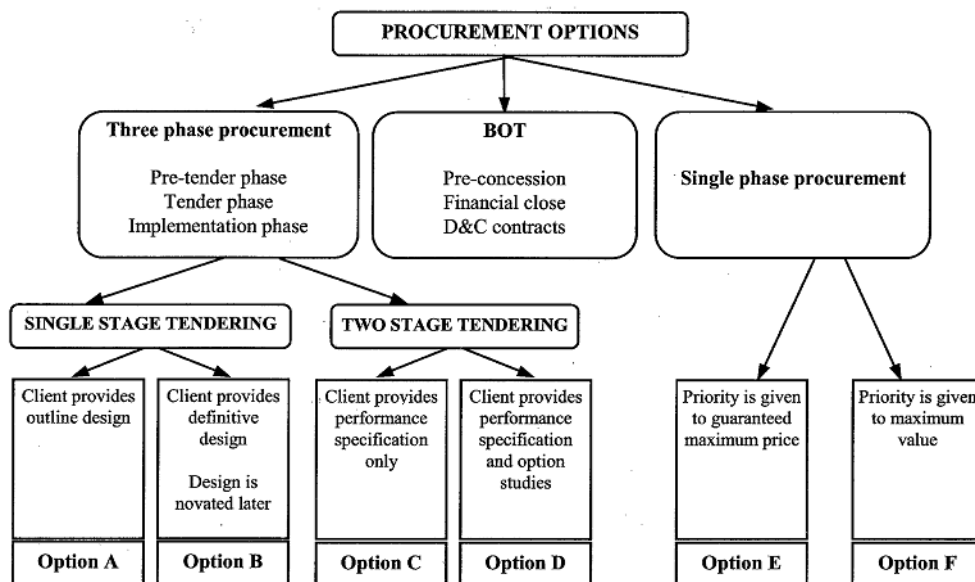 PROCUREMENT OPTIONS
Three phase procurement
Pre-tender phase
Tender phase
Implementation phase
BOT
Pre-concession
Financial close
D&C contracts
Single phase procurement
SINGLE STAGE TENDERING
TWO STAGE TENDERING
Client provides
outline design
Option A
Client provides
definitive
design
Design is
novated later
Option B
Client provides
performance
specification
only
Option C
Client provides
performance
specification
and option
studies
Option D
Priority is given
to guaranteed
maximum price
Option E
Priority is given
to maximum
value
Option F